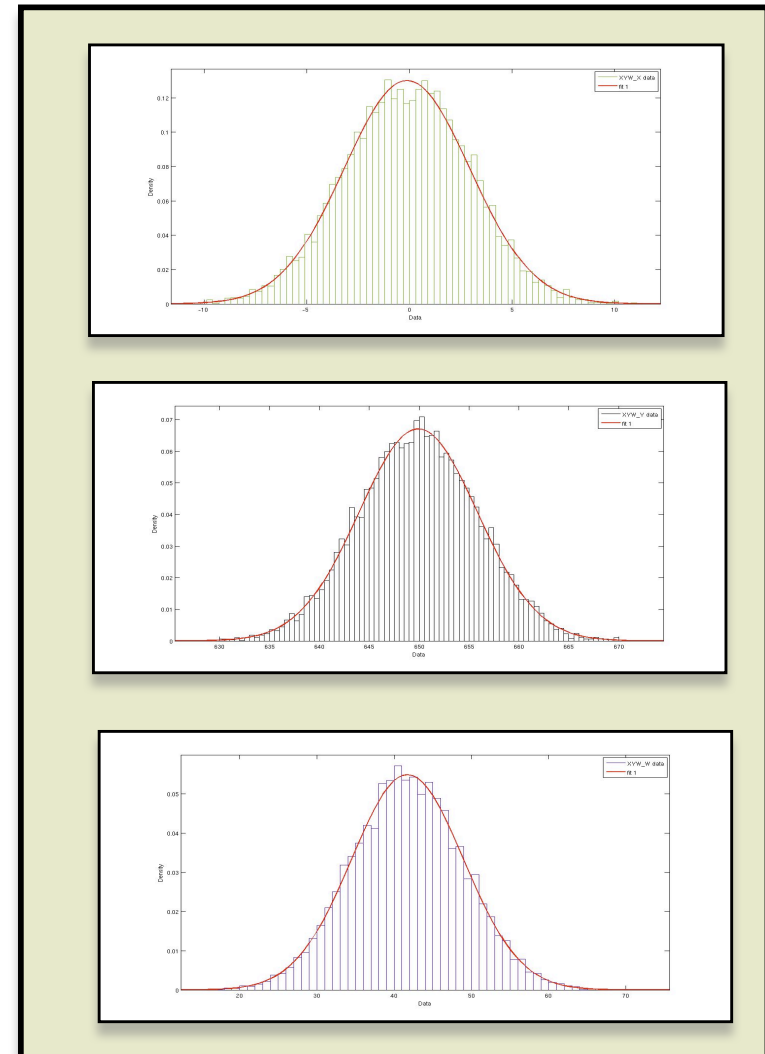 XYW_X data
fit 1
0.12
0.1
0.08
0.06
0.04
0.02
0
Density
-10 -5 0 5 10
Data
XYW_Y data
fit 1
0.07
0.06
0.05
0.04
0.03
0.02
0.01
0
Density
630 635 640 645 650 655 660 665 670
Data
XYW_W data
fit 1
0.05
0.04
0.03
0.02
0.01
0
Density
20 30 40 50 60 70
Data